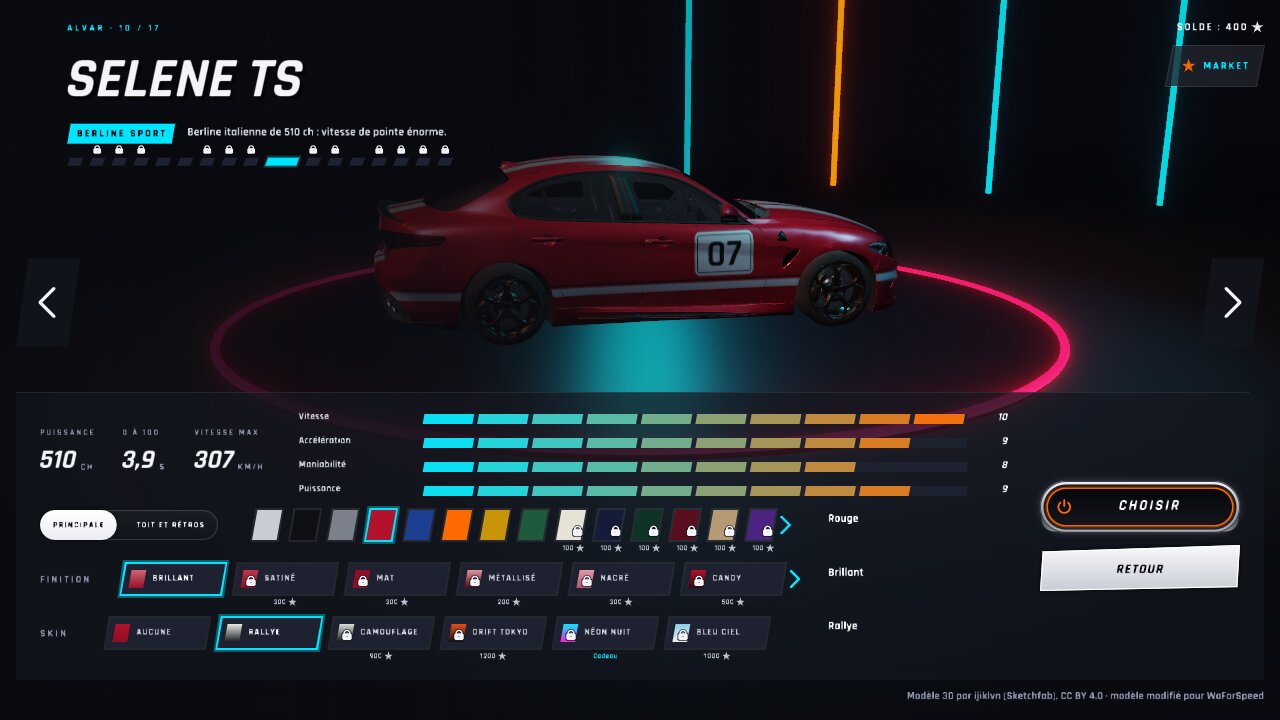 ALVAR · 10 / 17
SOLDE : 400 ★
SELENE TS
★ MARKET
BERLINE SPORT
Berline italienne de 510 ch : vitesse de pointe énorme.
07
PUISSANCE
510 CH
0 À 100
3,9 S
VITESSE MAX
307 KM/H
Vitesse 10
Accélération 9
Maniabilité 8
Puissance 9
PRINCIPALE
TOIT ET RÉTROS
100 ★ 100 ★ 100 ★ 100 ★ 100 ★ 100 ★
Rouge
FINITION
BRILLANT
SATINÉ
MAT
MÉTALLISÉ
NACRÉ
CANDY
300 ★ 300 ★ 200 ★ 300 ★ 500 ★
Brillant
SKIN
AUCUNE
RALLYE
CAMOUFLAGE
DRIFT TOKYO
NÉON NUIT
BLEU CIEL
900 ★ 1200 ★ Cadeau 1000 ★
Rallye
CHOISIR
RETOUR
Modèle 3D par ijiklvn (Sketchfab), CC BY 4.0 · modèle modifié pour WaForSpeed